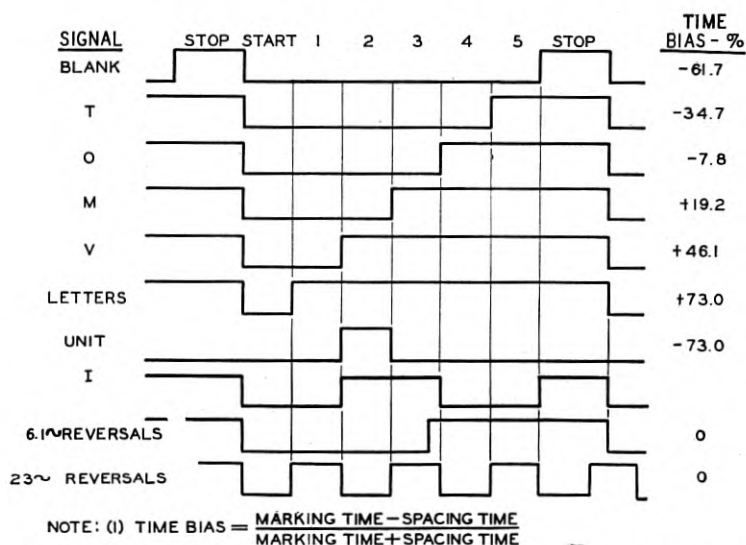 TIME
SIGNAL STOP START 1 2 3 4 5 STOP BIAS - %
BLANK -61.7
T -34.7
O -7.8
M +19.2
V +46.1
LETTERS +73.0
UNIT -73.0
I
6.1~REVERSALS 0
23~ REVERSALS 0
NOTE: (1) TIME BIAS = MARKING TIME - SPACING TIME
MARKING TIME + SPACING TIME